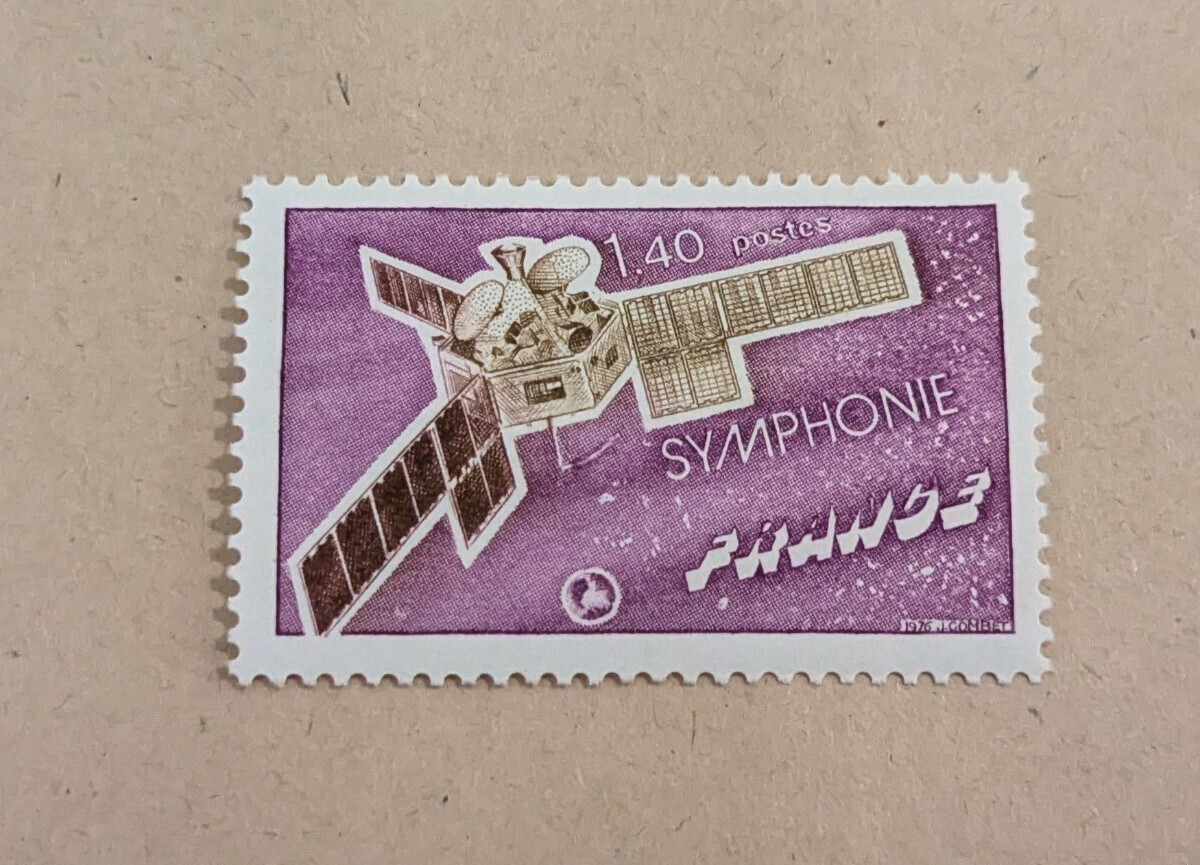 1.40 postes
SYMPHONIE
FRANCE
1976 J.COMBET